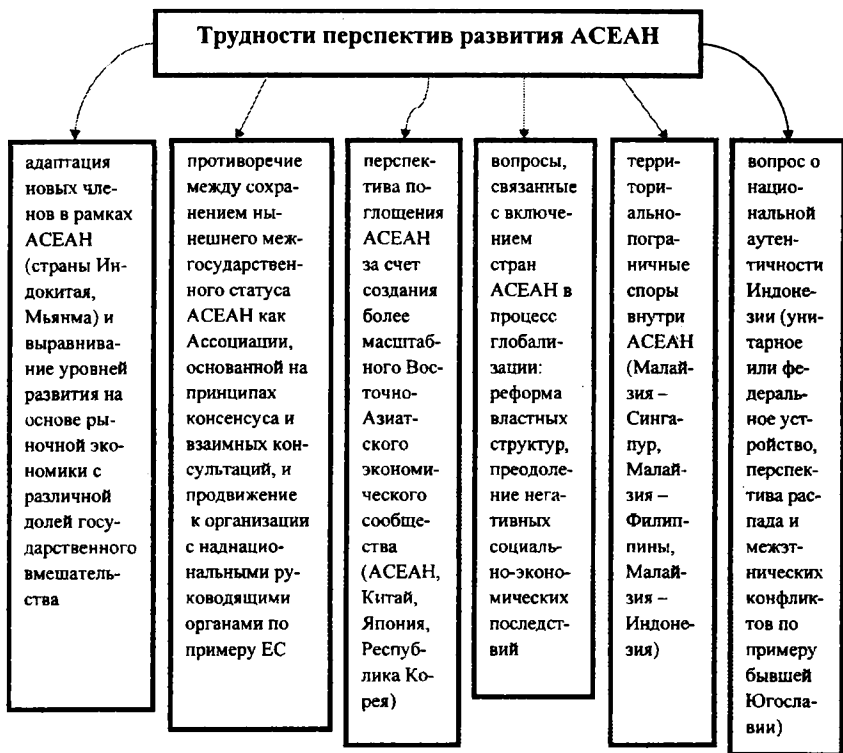 Трудности перспектив развития АСЕАН
адаптация
новых чле-
нов в рамках
АСЕАН
(страны Ин-
докитая,
Мьянма) и
выравнива-
ние уровней
развития на
основе ры-
ночной эко-
номики с
различной
долей госу-
дарственного
вмешатель-
ства
противоречие
между сохра-
нением ны-
нешнего меж-
государствен-
ного статуса
АСЕАН как
Ассоциации,
основанной на
принципах
консенсуса и
взаимных кон-
сультаций, и
продвижение
к организации
с наднацио-
нальными ру-
ководящими
органами по
примеру ЕС
перспек-
тива по-
глощения
АСЕАН
за счет
создания
более
масштаб-
ного Вос-
точно-
Азиат-
ского
экономи-
ческого
сообще-
ства
(АСЕАН,
Китай,
Япония,
Респуб-
лика Ко-
рея)
вопросы,
связанные
с включе-
нием
стран
АСЕАН в
процесс
глобали-
зации:
реформа
властных
структур,
преодоле-
ние нега-
тивных
социаль-
но-эконо-
мических
последст-
вий
терри-
тори-
ально-
погра-
ничные
споры
внутри
АСЕАН
(Малай-
зия –
Синга-
пур,
Малай-
зия –
Филип-
пины,
Малай-
зия –
Индоне-
зия)
вопрос о
нацио-
нальной
аутен-
тичности
Индоне-
зии (уни-
тарное
или фе-
дераль-
ное уст-
ройство,
перспек-
тива рас-
пада и
межэт-
нических
конфлик-
тов по
примеру
бывшей
Югосла-
вии)